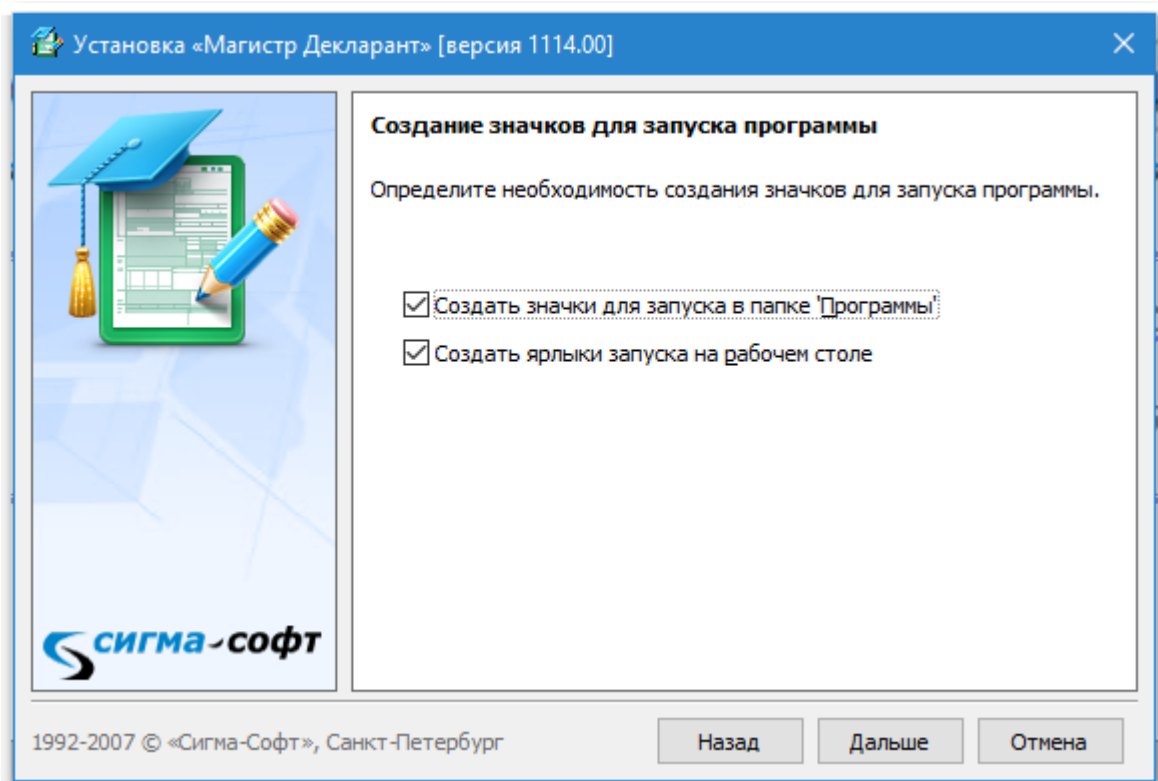 Установка «Магистр Декларант» [версия 1114.00]
Создание значков для запуска программы
Определите необходимость создания значков для запуска программы.
Создать значки для запуска в папке 'Программы'
Создать ярлыки запуска на рабочем столе
сигма-софт
1992-2007 © «Сигма-Софт», Санкт-Петербург
Назад
Дальше
Отмена